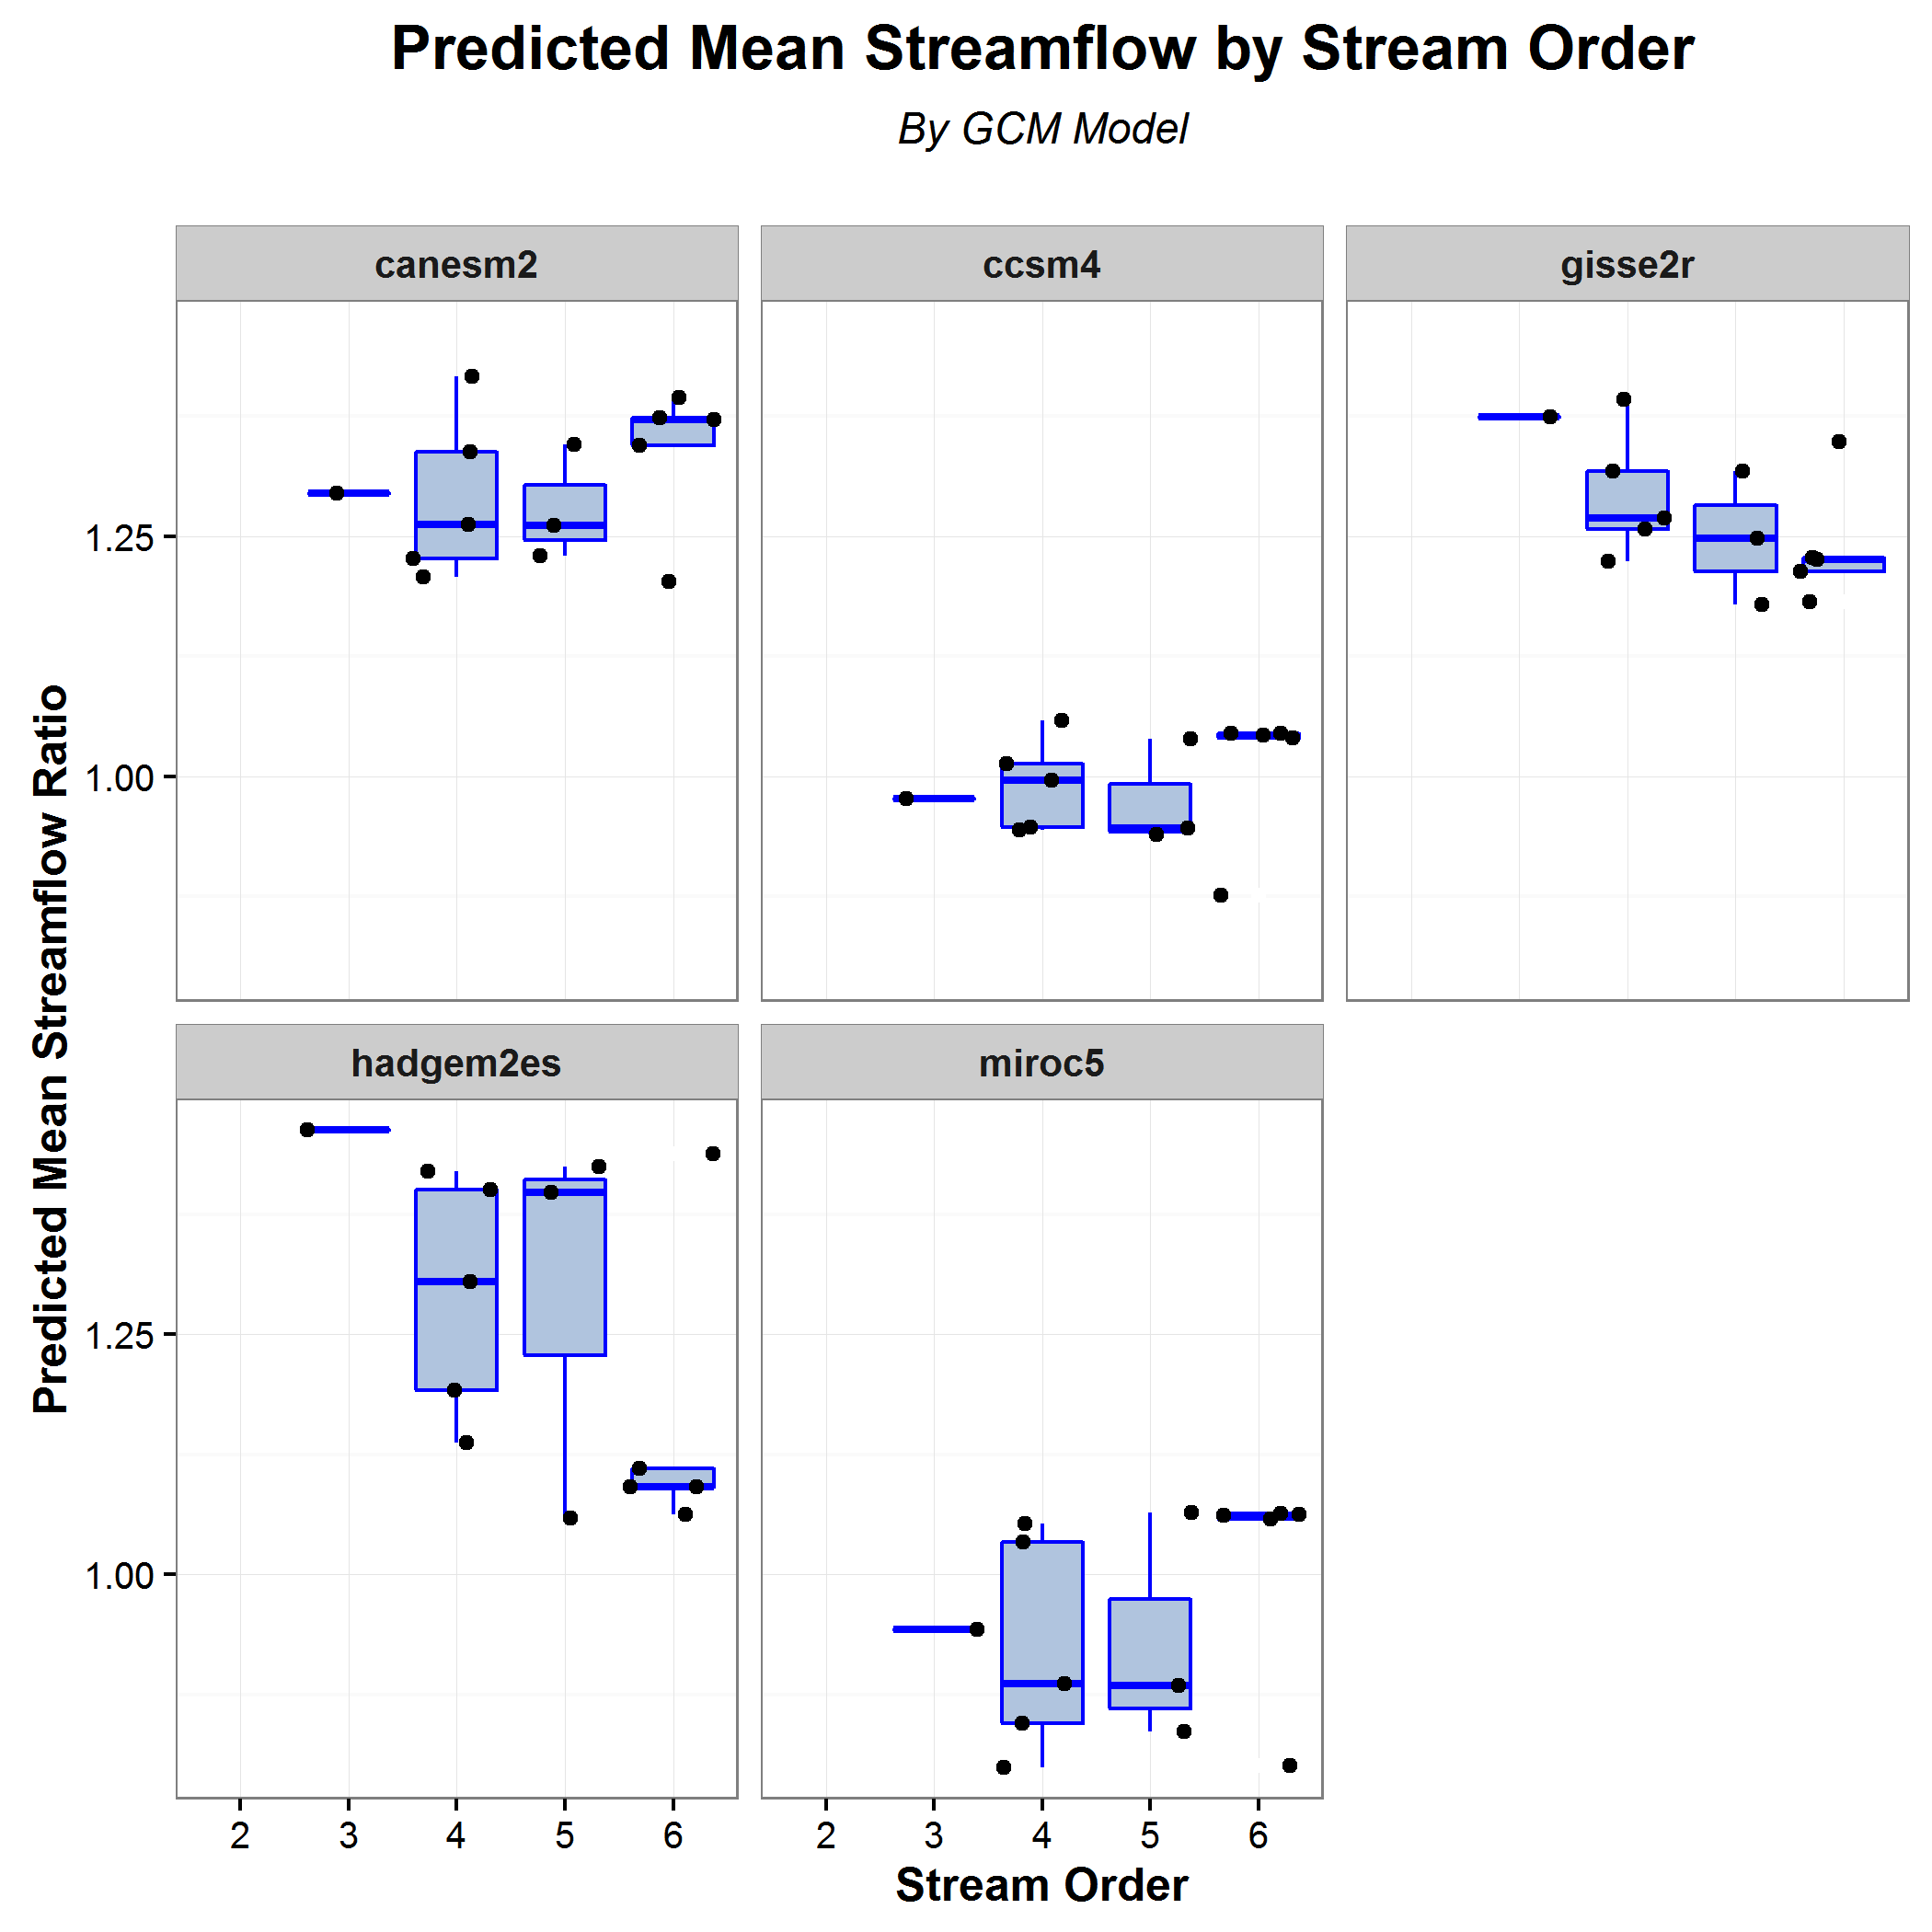 Predicted Mean Streamflow by Stream Order
By GCM Model
canesm2
ccsm4
gisse2r
1.25
1.00
hadgem2es
miroc5
1.25
1.00
Predicted Mean Streamflow Ratio
2 3 4 5 6
2 3 4 5 6
Stream Order